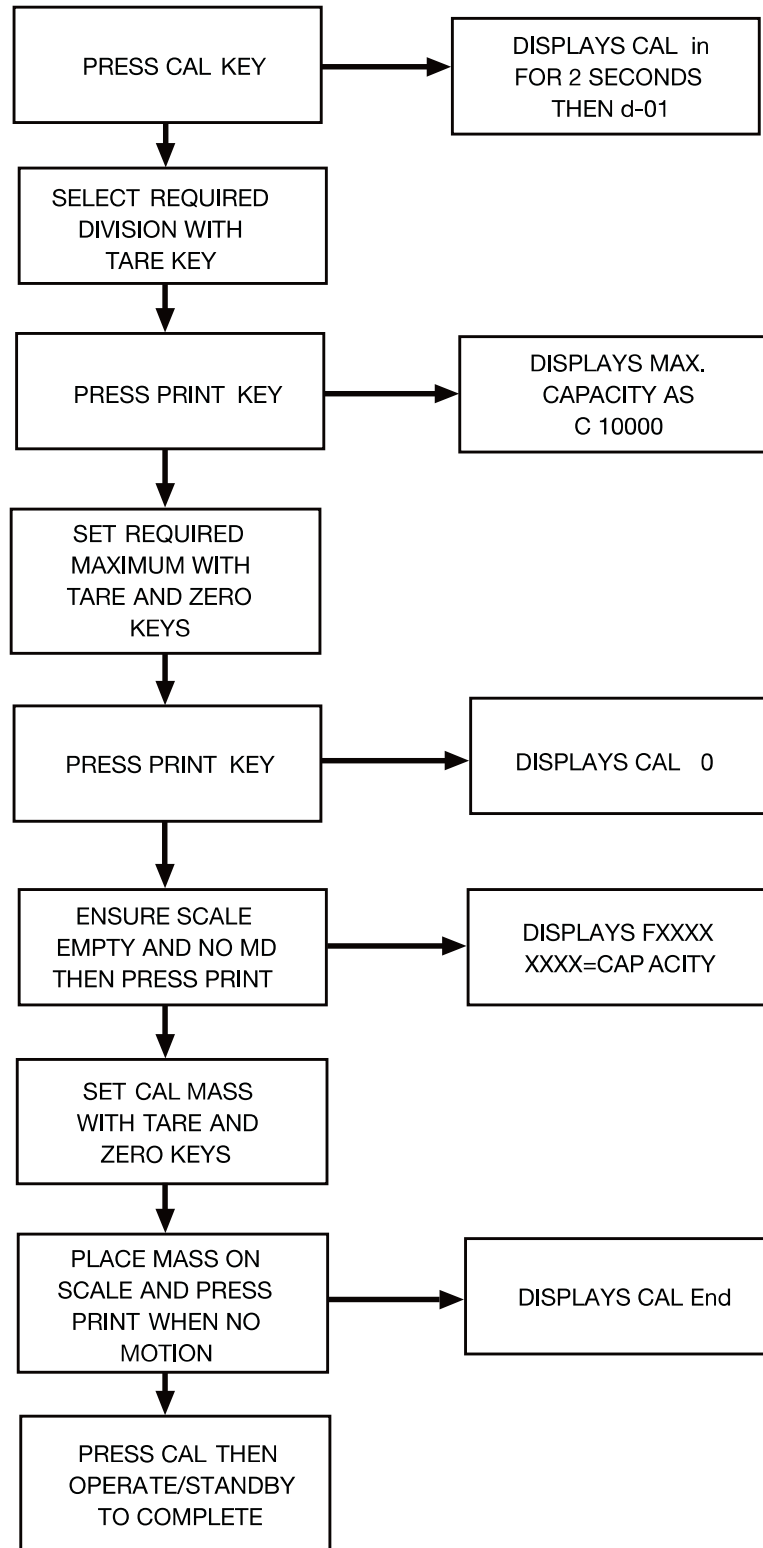 PRESS CAL KEY
DISPLAYS CAL in
FOR 2 SECONDS
THEN d-01
SELECT REQUIRED
DIVISION WITH
TARE KEY
PRESS PRINT KEY
DISPLAYS MAX.
CAPACITY AS
C 10000
SET REQUIRED
MAXIMUM WITH
TARE AND ZERO
KEYS
PRESS PRINT KEY
DISPLAYS CAL 0
ENSURE SCALE
EMPTY AND NO MD
THEN PRESS PRINT
DISPLAYS FXXXX
XXXX=CAP ACITY
SET CAL MASS
WITH TARE AND
ZERO KEYS
PLACE MASS ON
SCALE AND PRESS
PRINT WHEN NO
MOTION
DISPLAYS CAL End
PRESS CAL THEN
OPERATE/STANDBY
TO COMPLETE